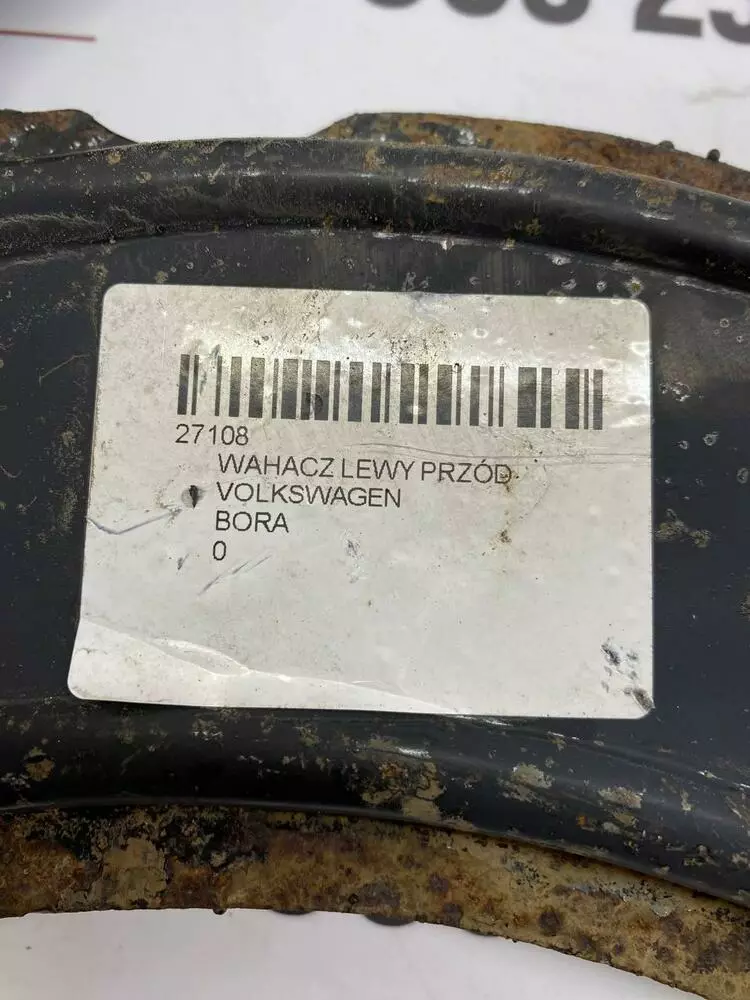 27108
WAHACZ LEWY PRZÓD
VOLKSWAGEN
BORA
0